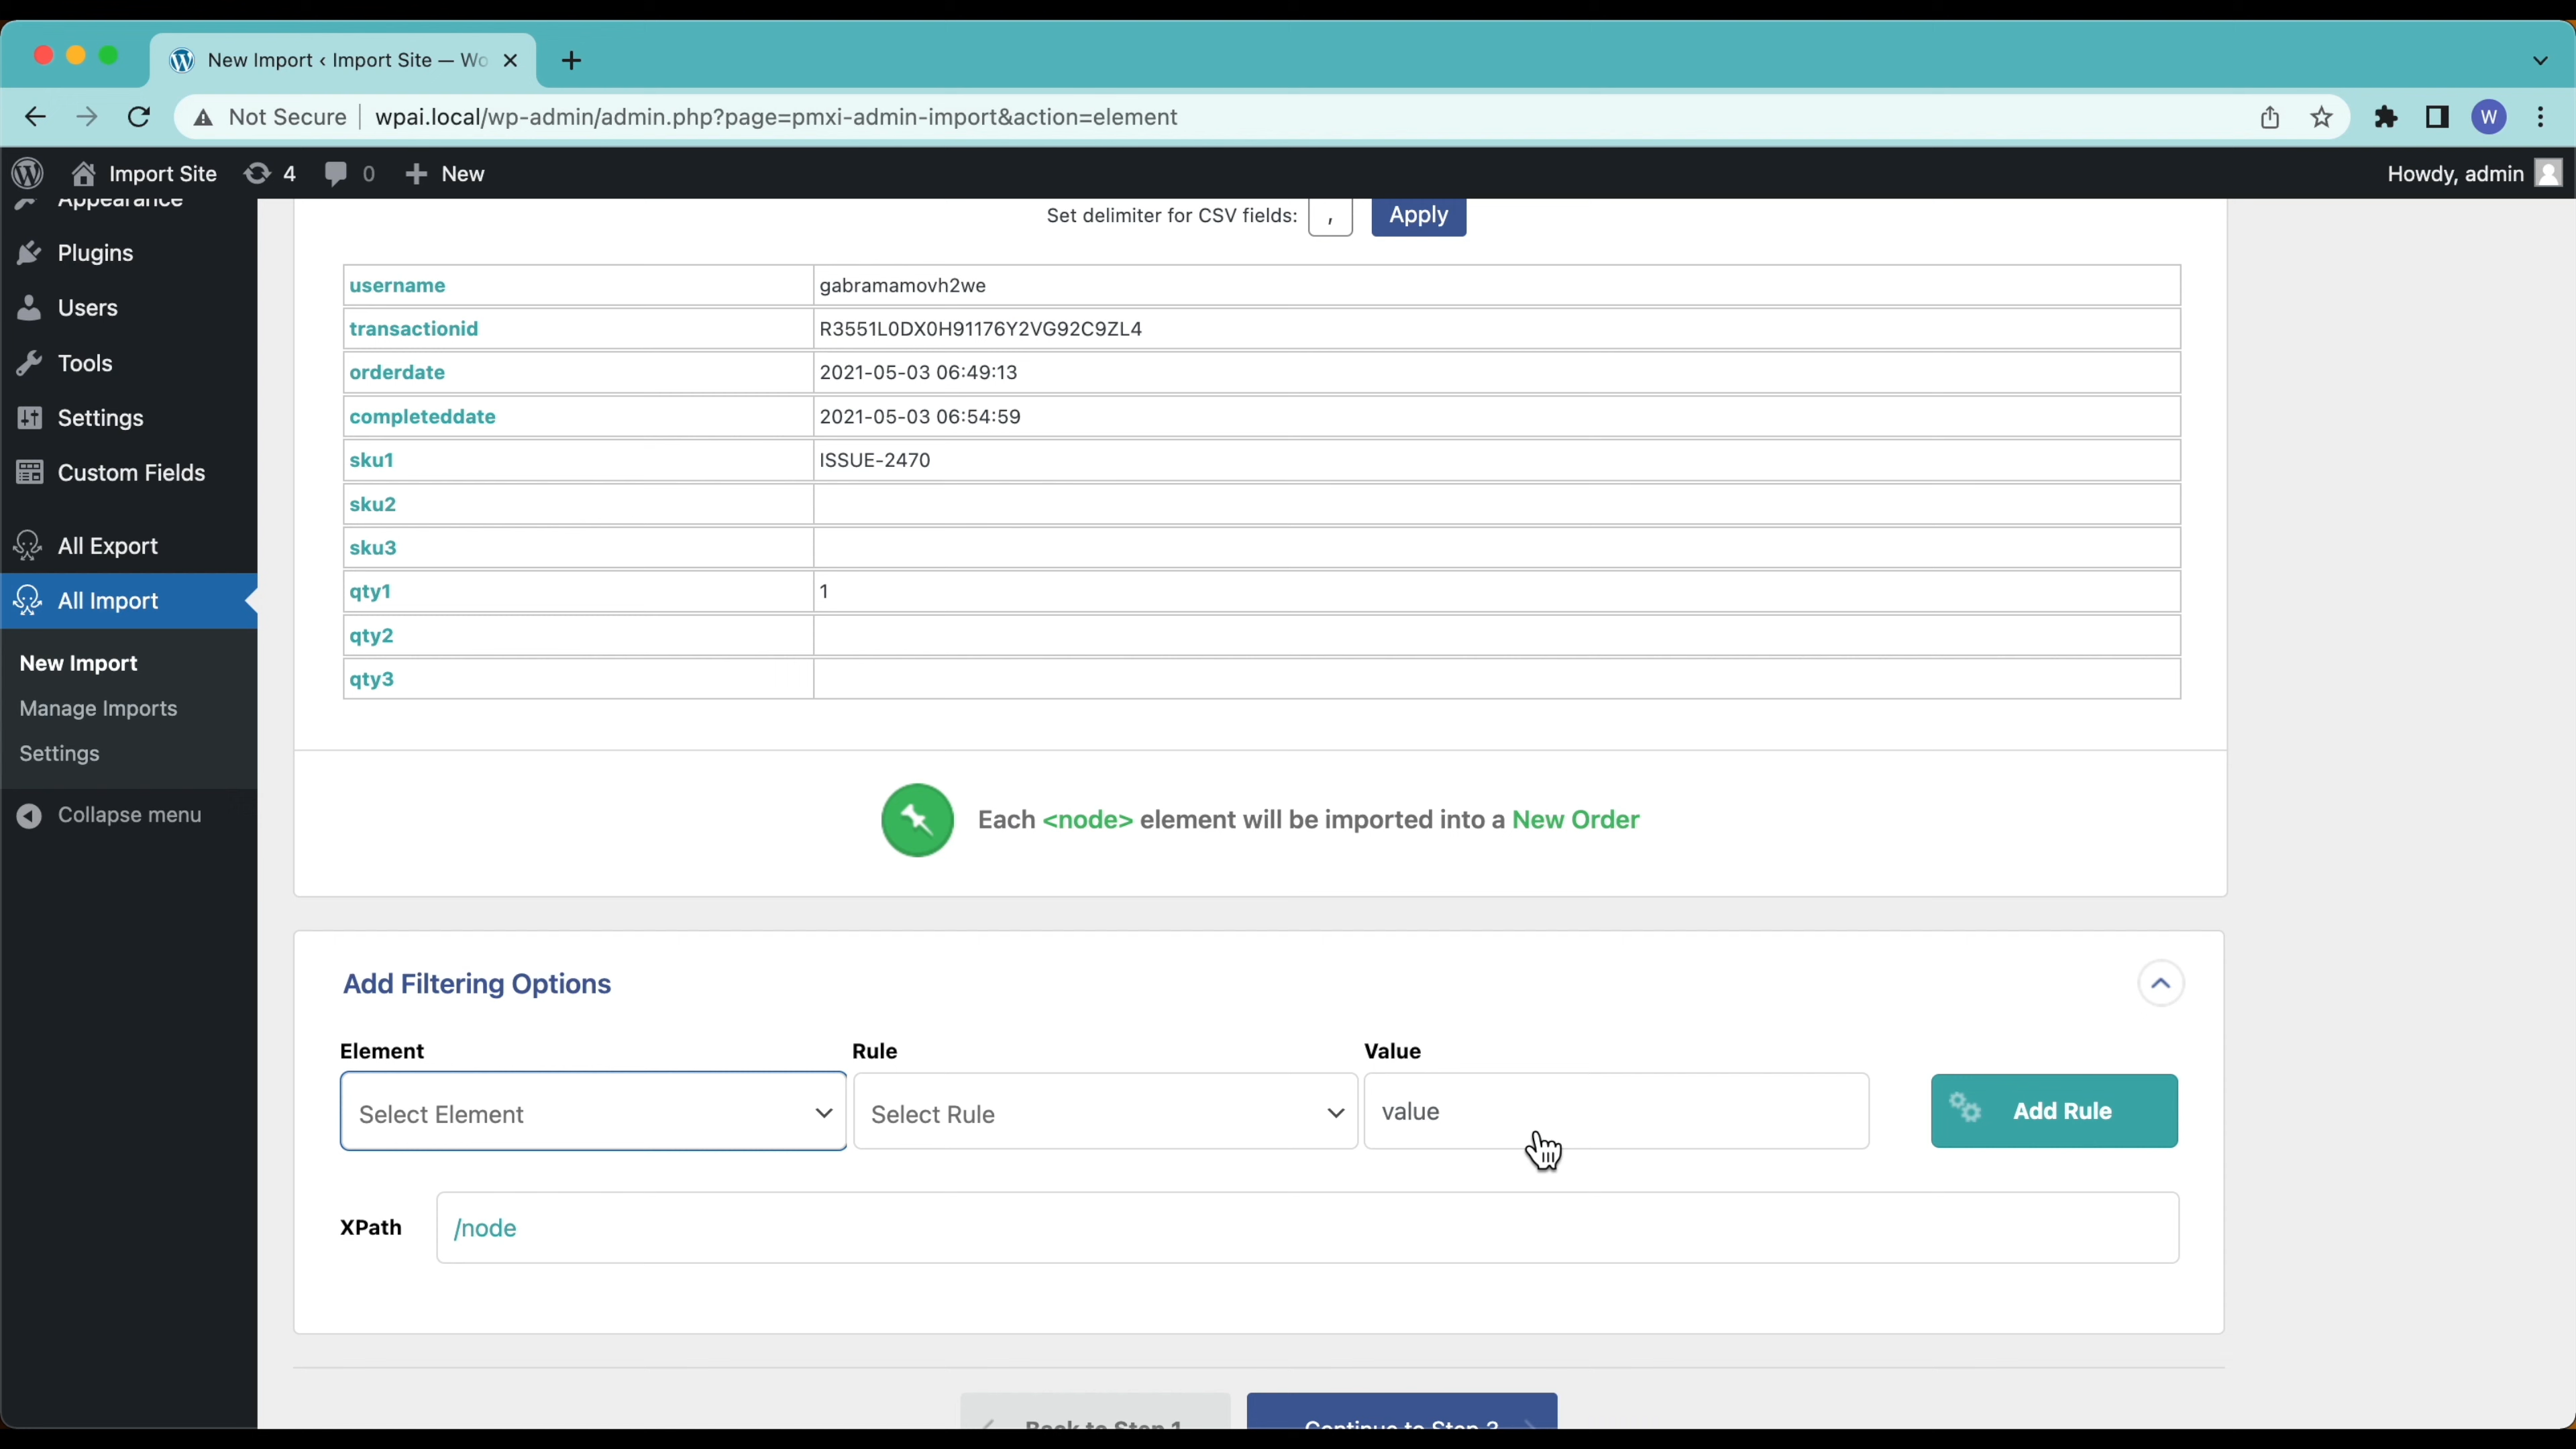 New Import ‹ Import Site — Wo
Not Secure
wpai.local/wp-admin/admin.php?page=pmxi-admin-import&action=element
W
Import Site 4 0 New
Howdy, admin
Appearance
Plugins
Users
Tools
Settings
Custom Fields
All Export
All Import
New Import
Manage Imports
Settings
Collapse menu
Set delimiter for CSV fields: , Apply
username gabramamovh2we
transactionid R3551L0DX0H91176Y2VG92C9ZL4
orderdate 2021-05-03 06:49:13
completeddate 2021-05-03 06:54:59
sku1 ISSUE-2470
sku2
sku3
qty1 1
qty2
qty3
Each <node> element will be imported into a New Order
Add Filtering Options
Element Rule Value
Select Element Select Rule value Add Rule
XPath /node
Back to Step 1 Continue to Step 3